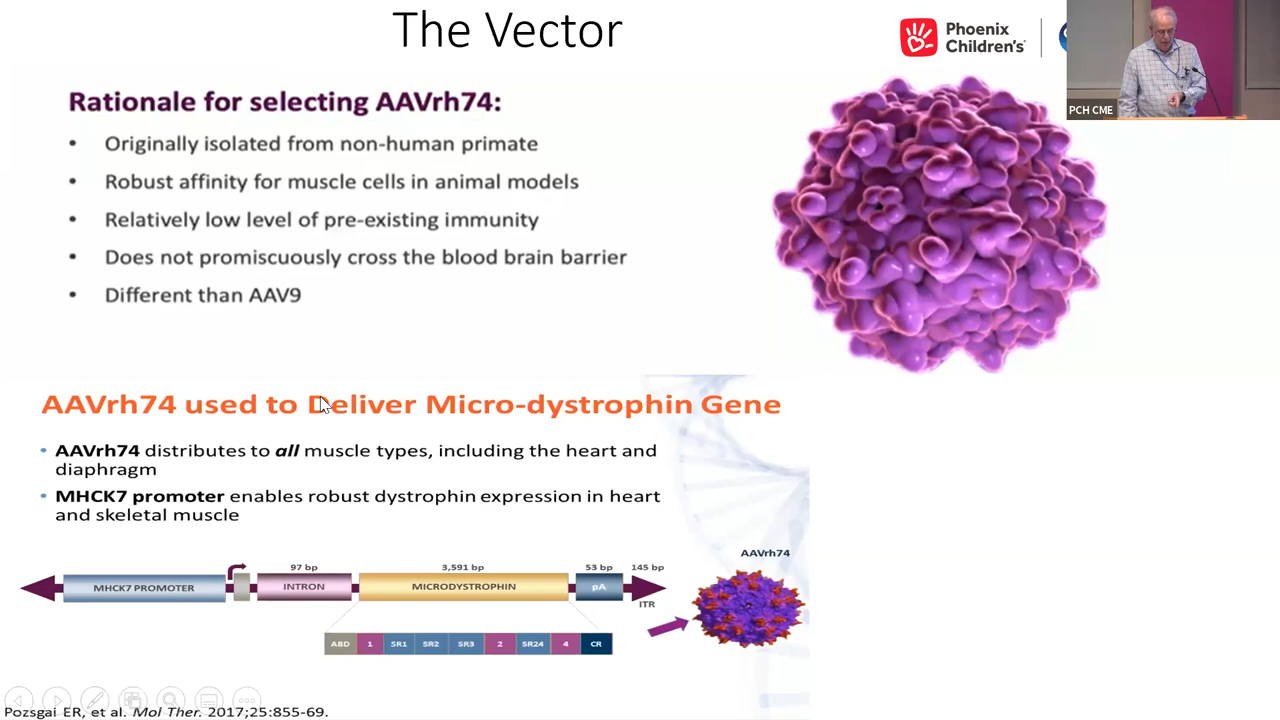 The Vector
Phoenix
Children's
PCH CME
Rationale for selecting AAVrh74:
• Originally isolated from non-human primate
• Robust affinity for muscle cells in animal models
• Relatively low level of pre-existing immunity
• Does not promiscuously cross the blood brain barrier
• Different than AAV9
AAVrh74 used to Deliver Micro-dystrophin Gene
• AAVrh74 distributes to all muscle types, including the heart and
diaphragm
• MHCK7 promoter enables robust dystrophin expression in heart
and skeletal muscle
97 bp 3,591 bp 53 bp 145 bp
MHCK7 PROMOTER INTRON MICRODYSTROPHIN pA
ITR
ABD 1 SR1 SR2 SR3 2 SR24 4 CR
AAVrh74
Pozsgai ER, et al. Mol Ther. 2017;25:855-69.